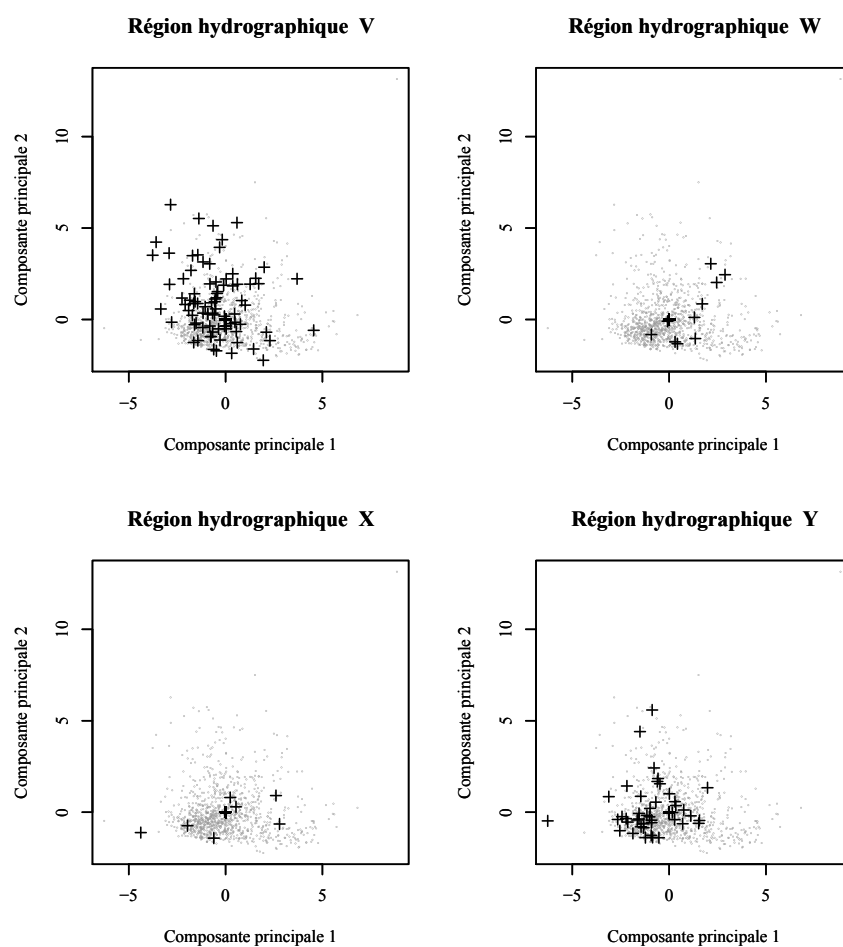 Région hydrographique V
Composante principale 2
10
5
0
−5
0
5
Composante principale 1
Région hydrographique W
Composante principale 2
10
5
0
−5
0
5
Composante principale 1
Région hydrographique X
Composante principale 2
10
5
0
−5
0
5
Composante principale 1
Région hydrographique Y
Composante principale 2
10
5
0
−5
0
5
Composante principale 1